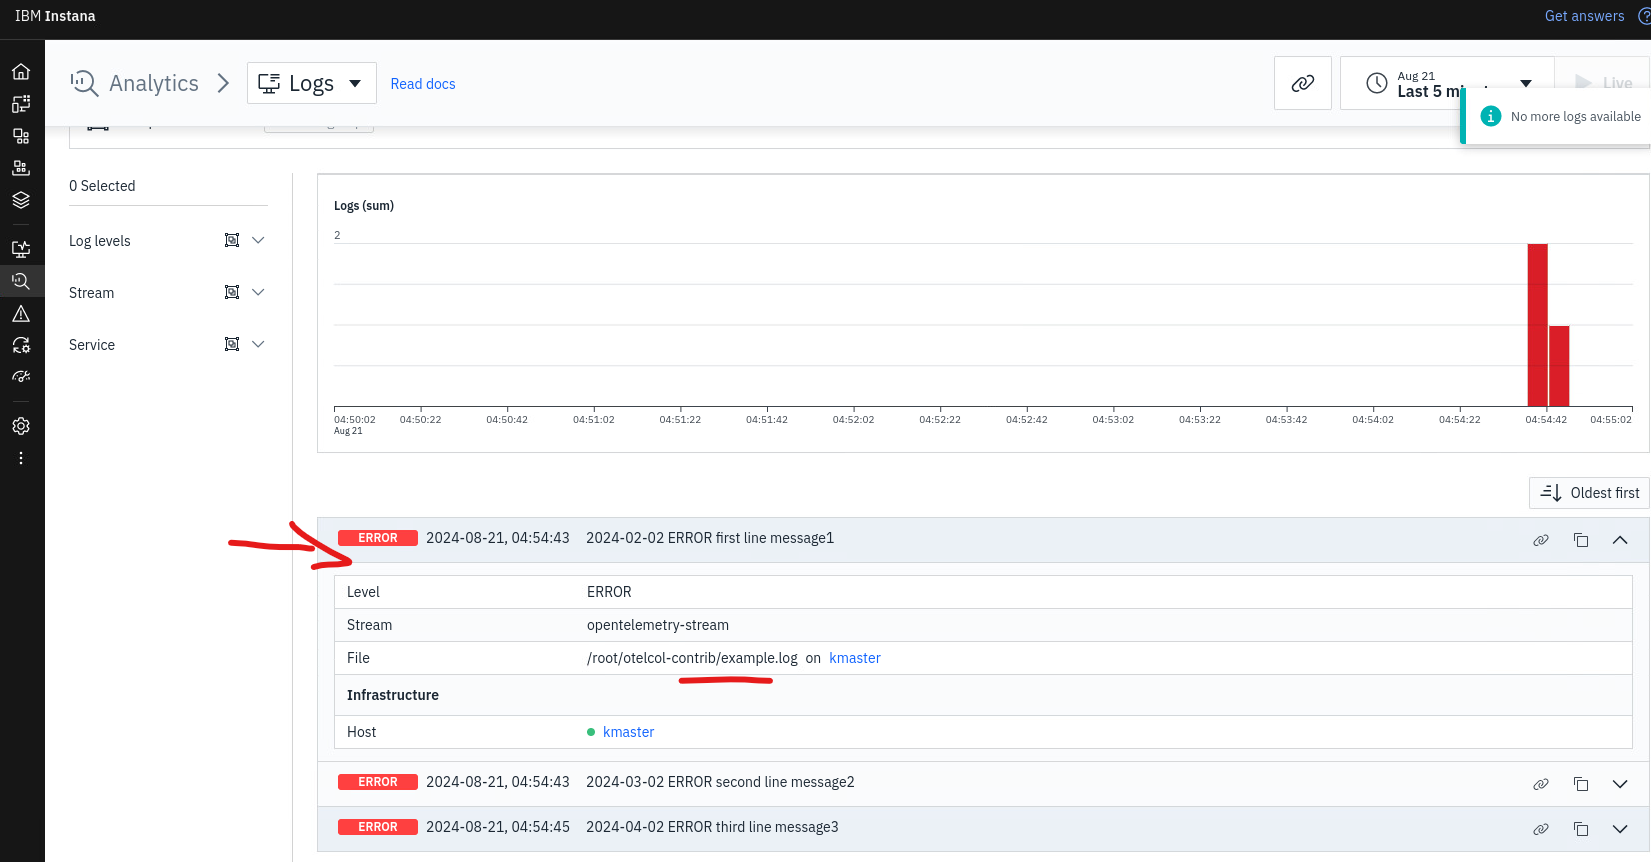 IBM Instana
Get answers
Analytics
Logs
Read docs
Aug 21
Last 5
Live
No more logs available
0 Selected
Log levels
Stream
Service
Logs (sum)
2
04:50:02 04:50:22 04:50:42 04:51:02 04:51:22 04:51:42 04:52:02 04:52:22 04:52:42 04:53:02 04:53:22 04:53:42 04:54:02 04:54:22 04:54:42 04:55:02
Aug 21
Oldest first
ERROR 2024-08-21, 04:54:43 2024-02-02 ERROR first line message1
Level ERROR
Stream opentelemetry-stream
File /root/otelcol-contrib/example.log on kmaster
Infrastructure
Host kmaster
ERROR 2024-08-21, 04:54:43 2024-03-02 ERROR second line message2
ERROR 2024-08-21, 04:54:45 2024-04-02 ERROR third line message3